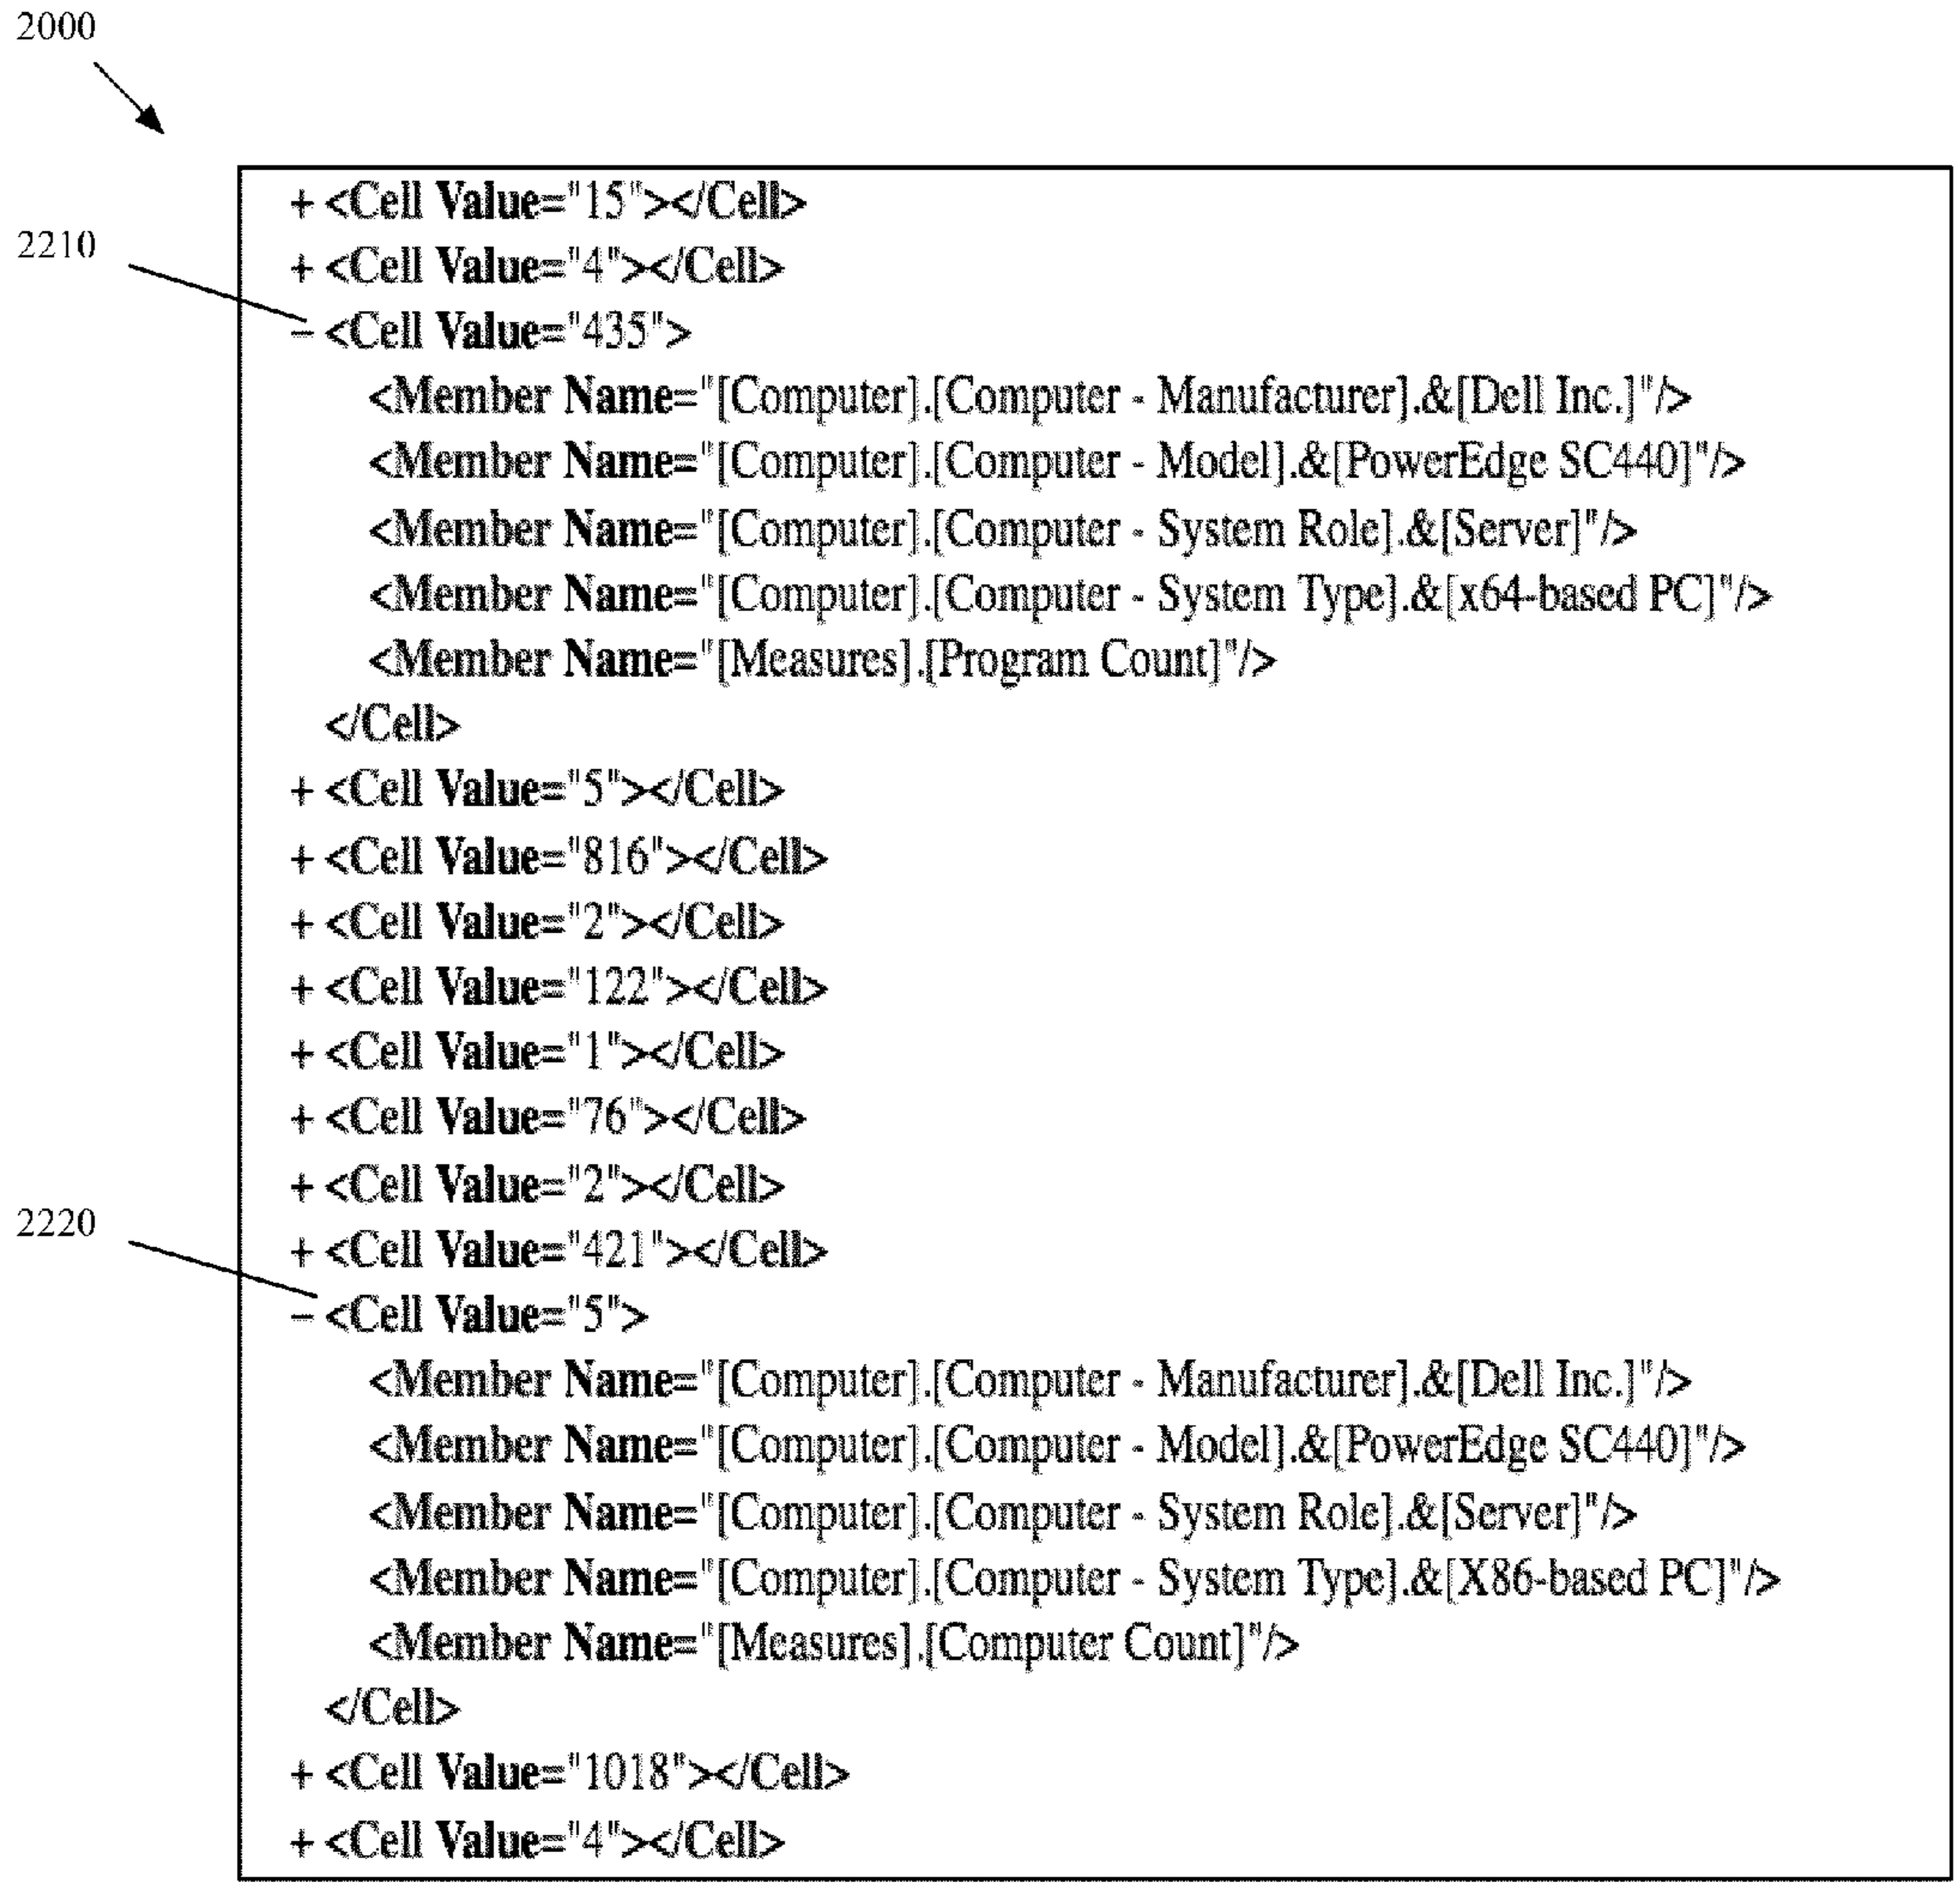 2000
+ <Cell Value="15"></Cell>
2210
+ <Cell Value="4"></Cell>
- <Cell Value="435">
<Member Name="[Computer].[Computer - Manufacturer].&[Dell Inc.]"/>
<Member Name="[Computer].[Computer - Model].&[PowerEdge SC440]"/>
<Member Name="[Computer].[Computer - System Role].&[Server]"/>
<Member Name="[Computer].[Computer - System Type].&[x64-based PC]"/>
<Member Name="[Measures].[Program Count]"/>
</Cell>
+ <Cell Value="5"></Cell>
+ <Cell Value="816"></Cell>
+ <Cell Value="2"></Cell>
+ <Cell Value="122"></Cell>
+ <Cell Value="1"></Cell>
+ <Cell Value="76"></Cell>
+ <Cell Value="2"></Cell>
2220
+ <Cell Value="421"></Cell>
- <Cell Value="5">
<Member Name="[Computer].[Computer - Manufacturer].&[Dell Inc.]"/>
<Member Name="[Computer].[Computer - Model].&[PowerEdge SC440]"/>
<Member Name="[Computer].[Computer - System Role].&[Server]"/>
<Member Name="[Computer].[Computer - System Type].&[X86-based PC]"/>
<Member Name="[Measures].[Computer Count]"/>
</Cell>
+ <Cell Value="1018"></Cell>
+ <Cell Value="4"></Cell>